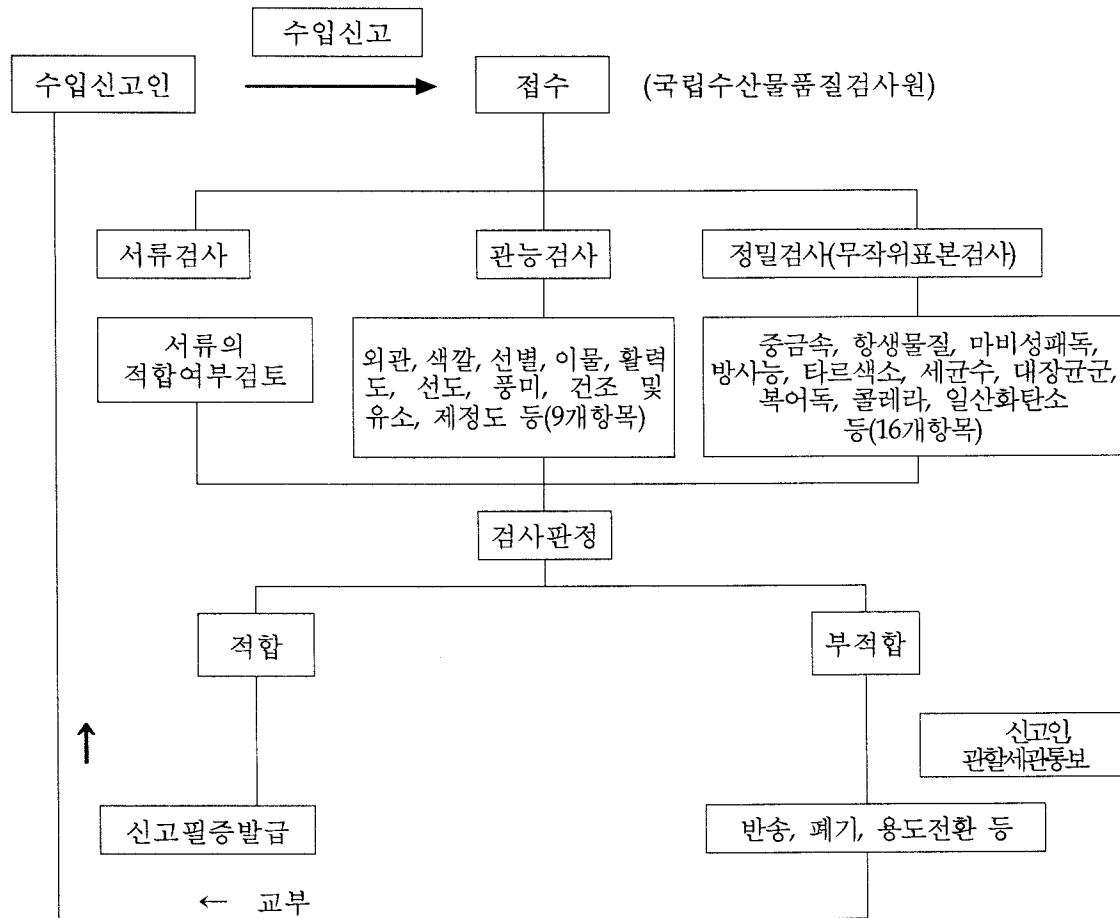 수입신고
수입신고인
접수
(국립수산물품질검사원)
서류검사
관능검사
정밀검사(무작위표본검사)
서류의
적합여부검토
외관, 색깔, 선별, 이물, 활력
도, 선도, 풍미, 건조 및
유소, 제정도 등(9개항목)
중금속, 항생물질, 마비성패독,
방사능, 타르색소, 세균수, 대장균군,
복어독, 콜레라, 일산화탄소
등(16개항목)
검사판정
적합
부적합
↑
신고인,
관할세관통보
신고필증발급
반송, 폐기, 용도전환 등
← 교부